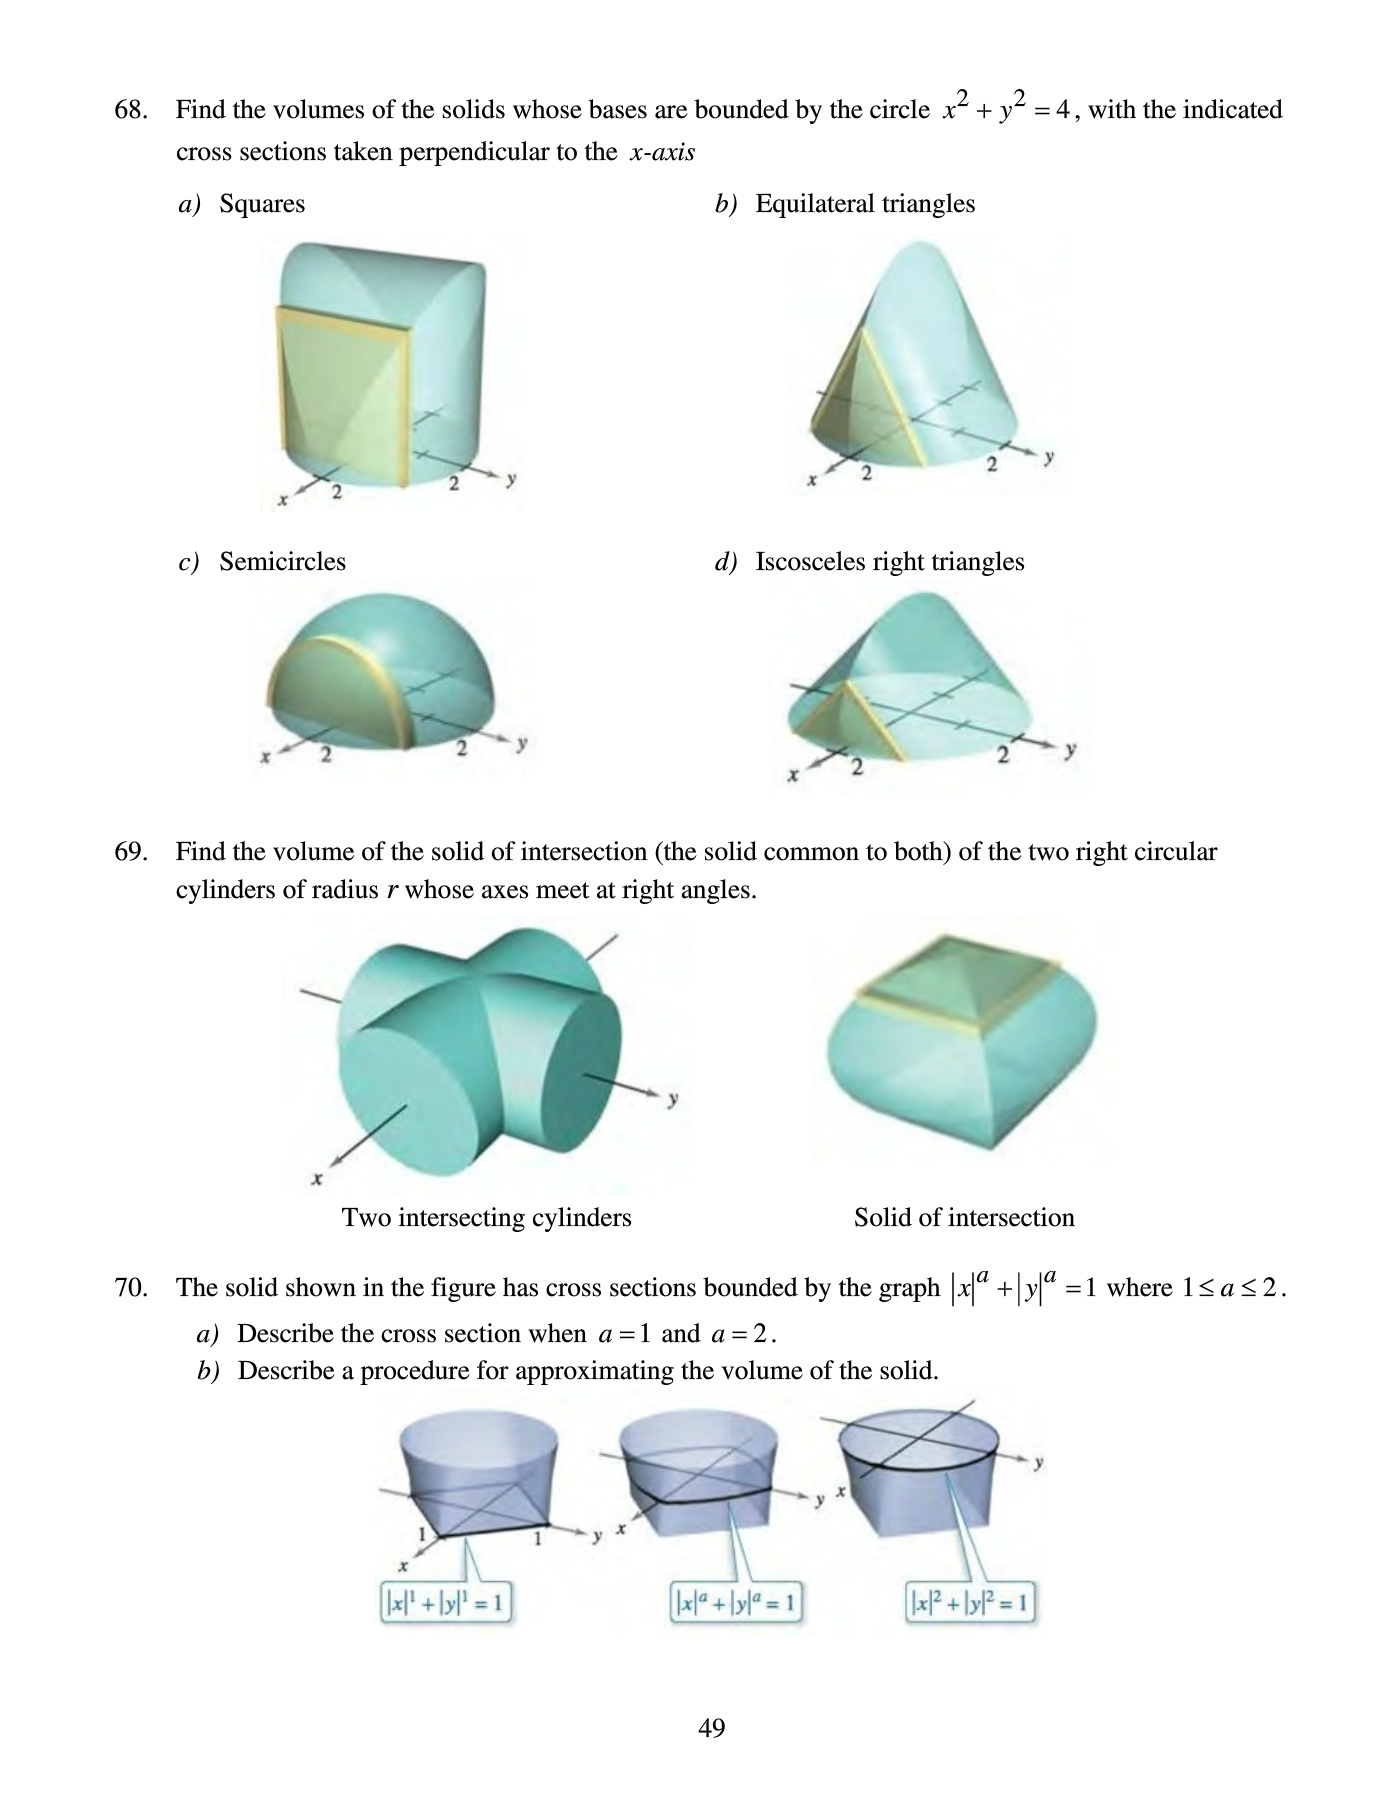 68. Find the volumes of the solids whose bases are bounded by the circle x² + y² = 4, with the indicated
cross sections taken perpendicular to the x-axis
a) Squares
b) Equilateral triangles
x 2 2 y
x 2 2 y
c) Semicircles
d) Iscosceles right triangles
x 2 2 y
x 2 2 y
69. Find the volume of the solid of intersection (the solid common to both) of the two right circular
cylinders of radius r whose axes meet at right angles.
y
x
Two intersecting cylinders
Solid of intersection
70. The solid shown in the figure has cross sections bounded by the graph |x|ᵃ + |y|ᵃ = 1 where 1 ≤ a ≤ 2.
a) Describe the cross section when a = 1 and a = 2.
b) Describe a procedure for approximating the volume of the solid.
1 1 y
x
x y
x y
|x|¹ + |y|¹ = 1
|x|ᵃ + |y|ᵃ = 1
|x|² + |y|² = 1
49